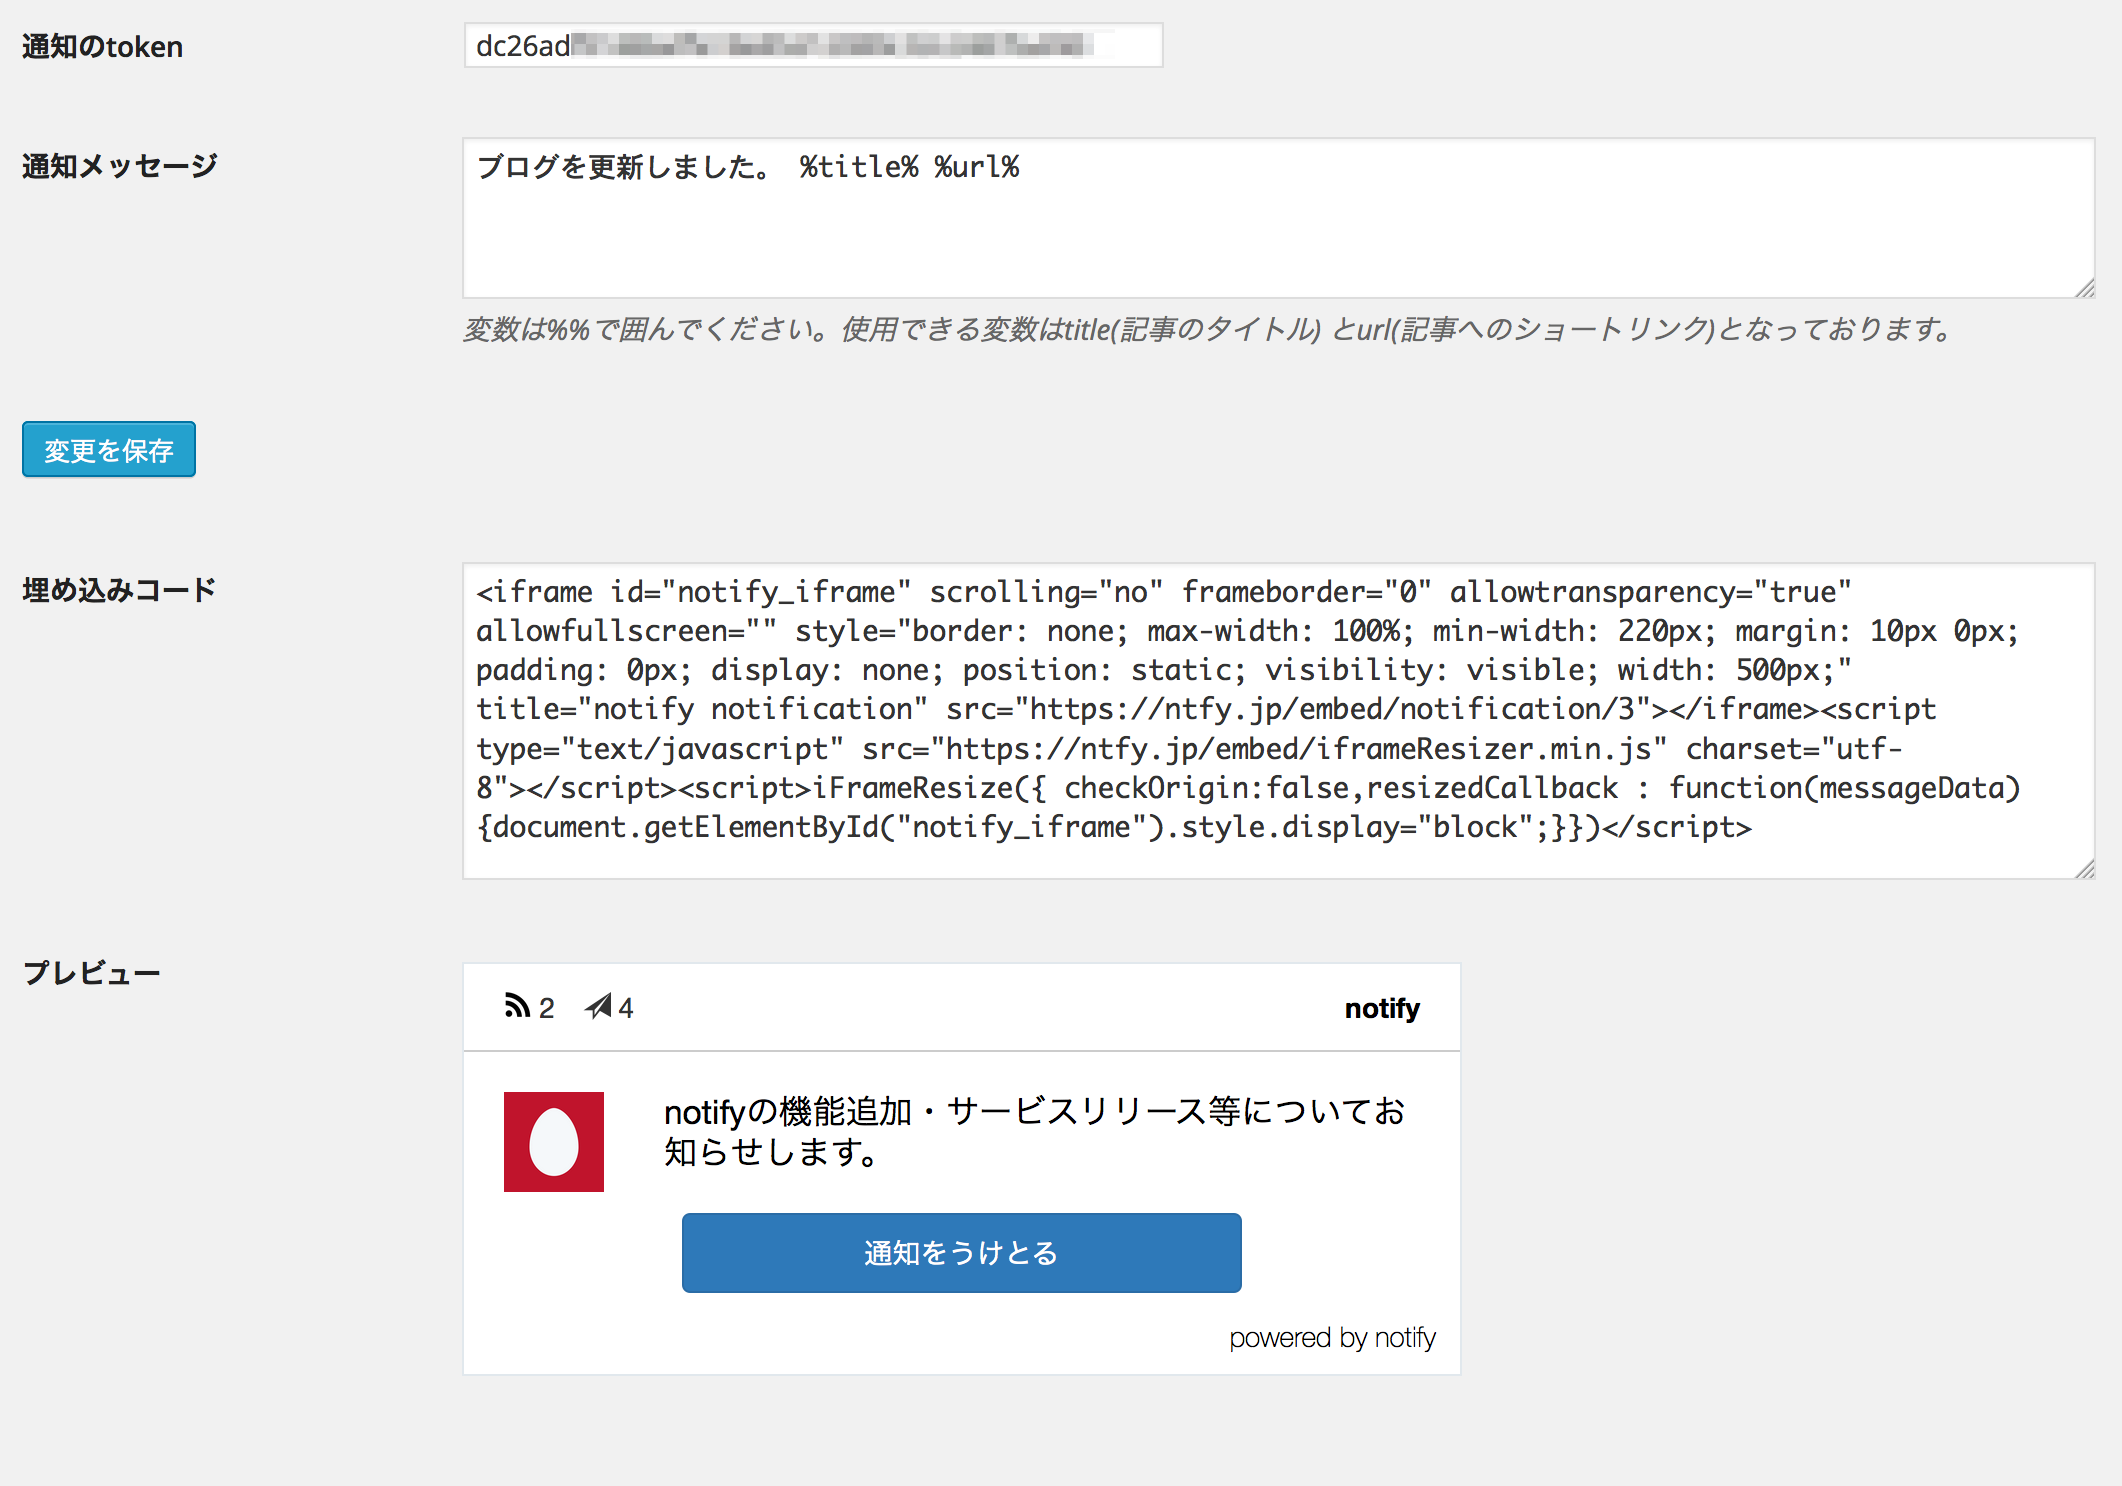 通知のtoken
dc26ad
通知メッセージ
ブログを更新しました。 %title% %url%
変数は%%で囲んでください。使用できる変数はtitle(記事のタイトル) とurl(記事へのショートリンク)となっております。
変更を保存
埋め込みコード
<iframe id="notify_iframe" scrolling="no" frameborder="0" allowtransparency="true"
allowfullscreen="" style="border: none; max-width: 100%; min-width: 220px; margin: 10px 0px;
padding: 0px; display: none; position: static; visibility: visible; width: 500px;"
title="notify notification" src="https://ntfy.jp/embed/notification/3"></iframe><script
type="text/javascript" src="https://ntfy.jp/embed/iframeResizer.min.js" charset="utf-
8"></script><script>iFrameResize({ checkOrigin:false,resizedCallback : function(messageData)
{document.getElementById("notify_iframe").style.display="block";}})</script>
プレビュー
2 4 notify
notifyの機能追加・サービスリリース等についてお
知らせします。
通知をうけとる
powered by notify